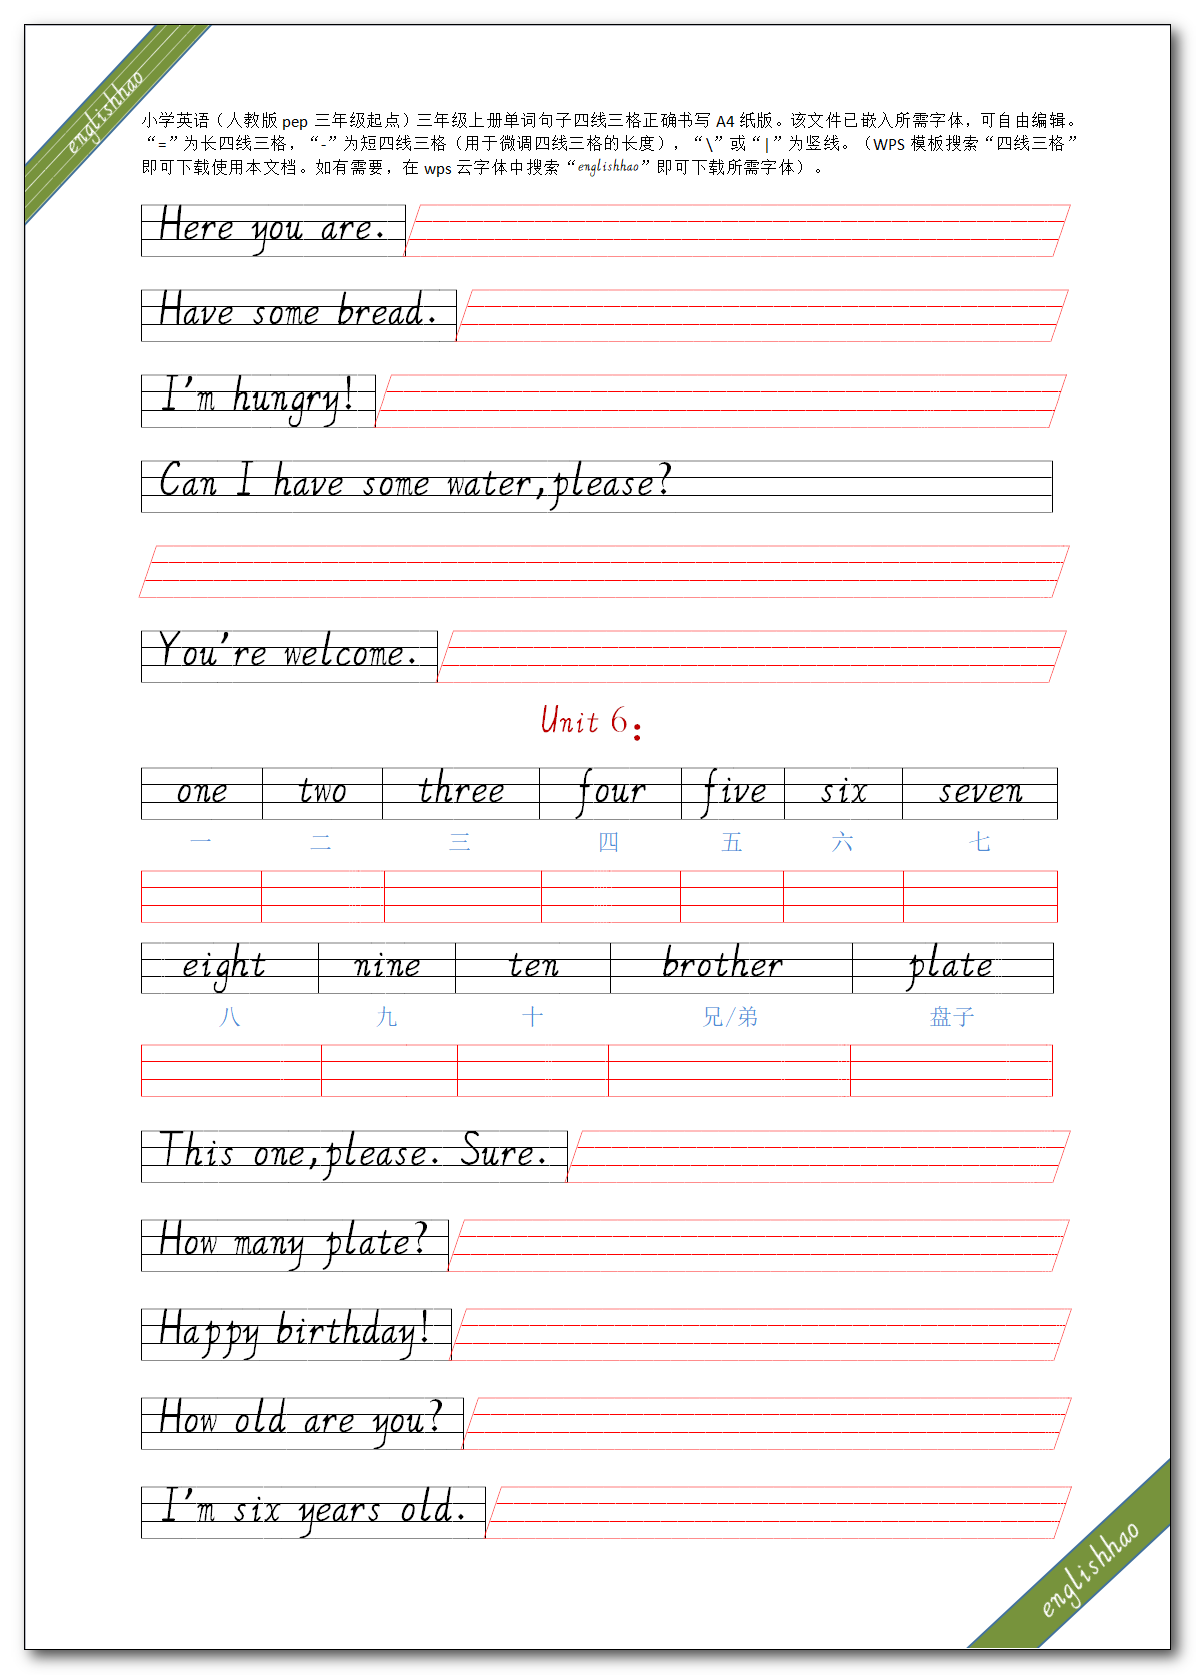 englishhao
小学英语（人教版 pep 三年级起点）三年级上册单词句子四线三格正确书写 A4 纸版。该文件已嵌入所需字体，可自由编辑。
“=”为长四线三格，“-”为短四线三格（用于微调四线三格的长度），“\”或“|”为竖线。（WPS 模板搜索“四线三格”
即可下载使用本文档。如有需要，在 wps 云字体中搜索“englishhao”即可下载所需字体）。
Here you are.
Have some bread.
I'm hungry!
Can I have some water,please?
You're welcome.
Unit 6:
one two three four five six seven
一 二 三 四 五 六 七
eight nine ten brother plate
八 九 十 兄/弟 盘子
This one,please. Sure.
How many plate?
Happy birthday!
How old are you?
I'm six years old.
englishhao